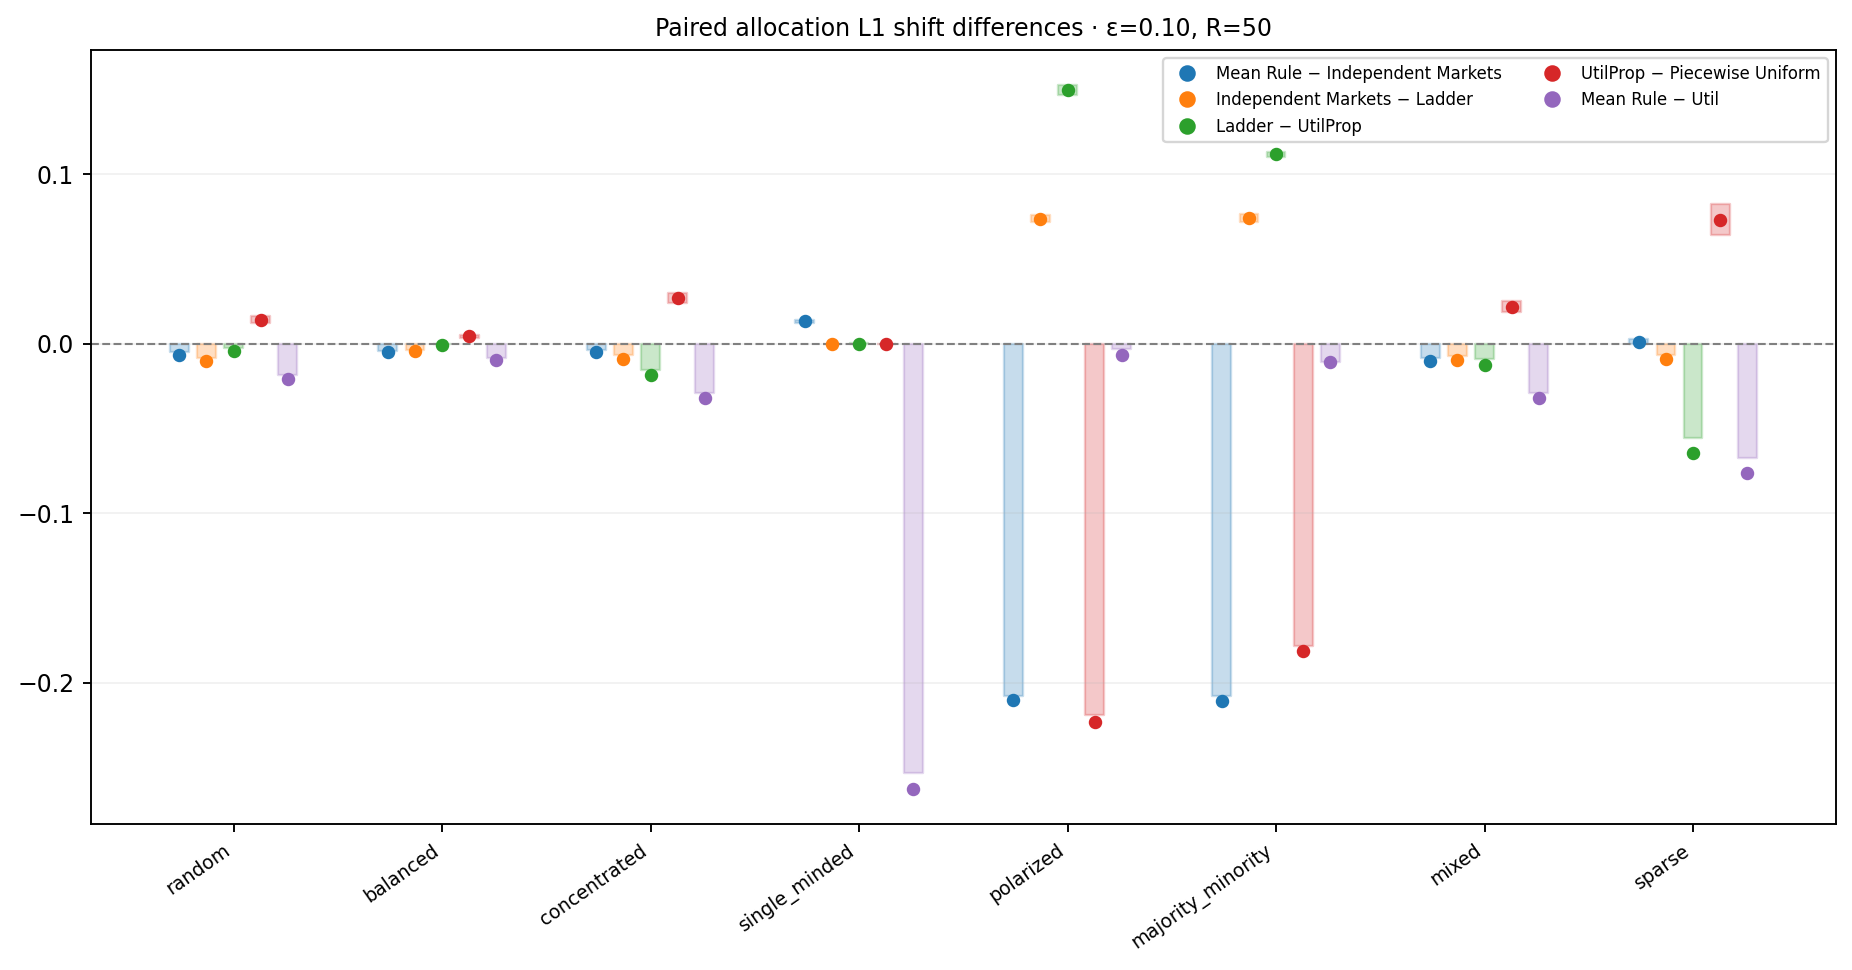 Paired allocation L1 shift differences · ε=0.10, R=50
Mean Rule − Independent Markets
Independent Markets − Ladder
Ladder − UtilProp
UtilProp − Piecewise Uniform
Mean Rule − Util
0.1
0.0
−0.1
−0.2
random
balanced
concentrated
single_minded
polarized
majority_minority
mixed
sparse